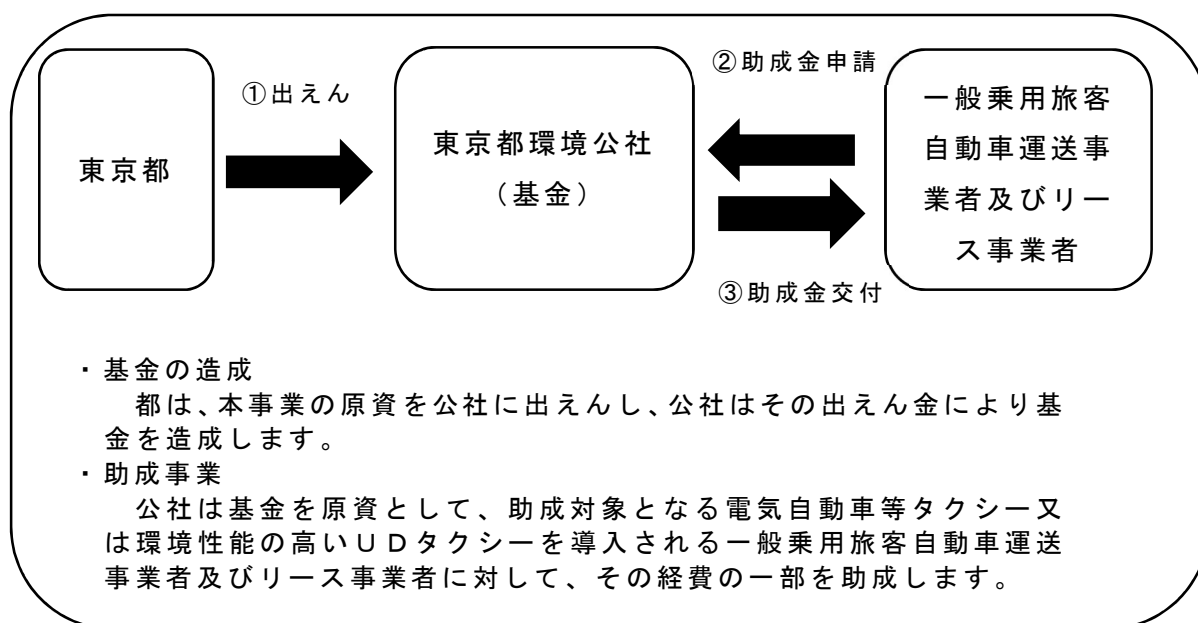 ①出えん
②助成金申請
東京都
東京都環境公社
（基金）
一般乗用旅客
自動車運送事
業者及びリー
ス事業者
③助成金交付
・基金の造成
都は、本事業の原資を公社に出えんし、公社はその出えん金により基
金を造成します。
・助成事業
公社は基金を原資として、助成対象となる電気自動車等タクシー又
は環境性能の高いＵＤタクシーを導入される一般乗用旅客自動車運送
事業者及びリース事業者に対して、その経費の一部を助成します。